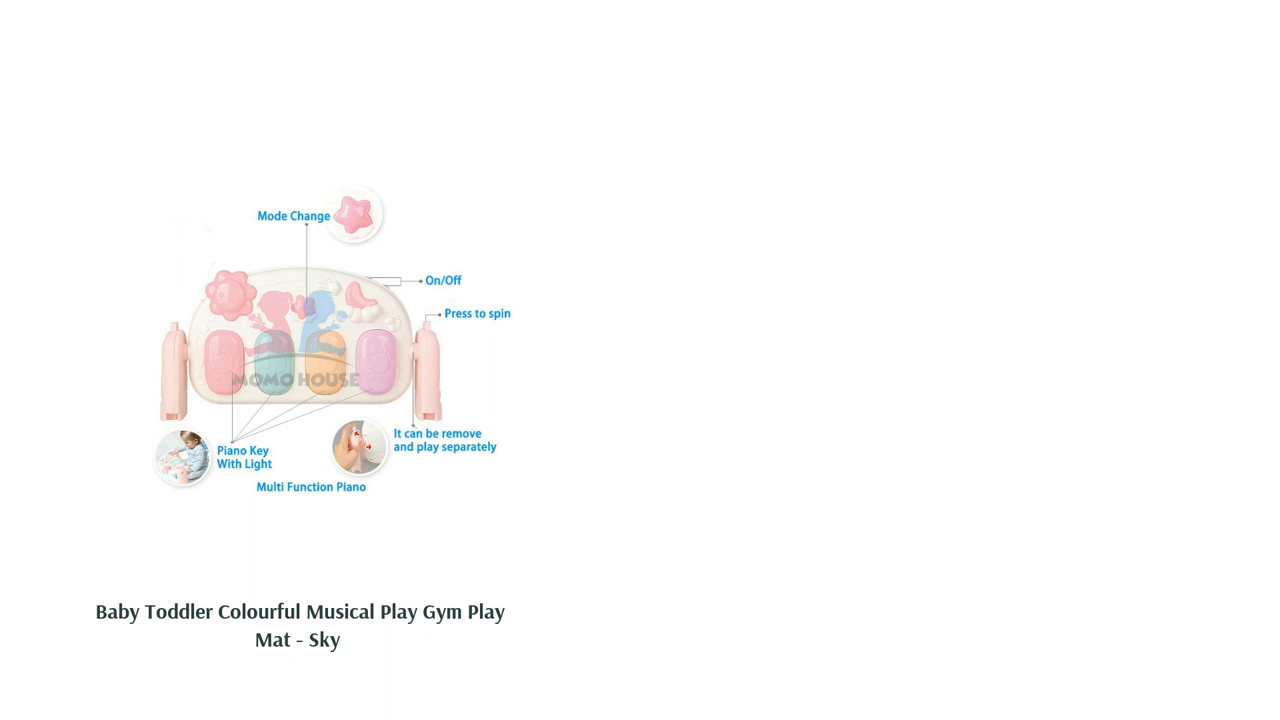 Mode Change
On/Off
Press to spin
MOMO HOUSE
It can be remove
and play separately
Piano Key
With Light
Multi Function Piano
Baby Toddler Colourful Musical Play Gym Play
Mat - Sky